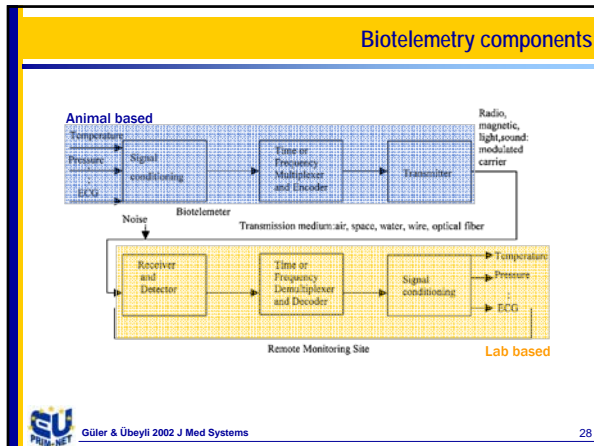 Biotelemetry components
Animal based
Radio,
magnetic,
light,sound:
modulated
carrier
Temperature
Pressure
:
ECG
Signal
conditioning
Time or
Frequency
Multiplexer
and Encoder
Transmitter
Biotelemeter
Noise
Transmission medium:air, space, water, wire, optical fiber
Receiver
and
Detector
Time or
Frequency
Demultiplexer
and Decoder
Signal
conditioning
Temperature
Pressure
:
ECG
Remote Monitoring Site
Lab based
EU
PRIM-NET
Güler & Übeyli 2002 J Med Systems
28